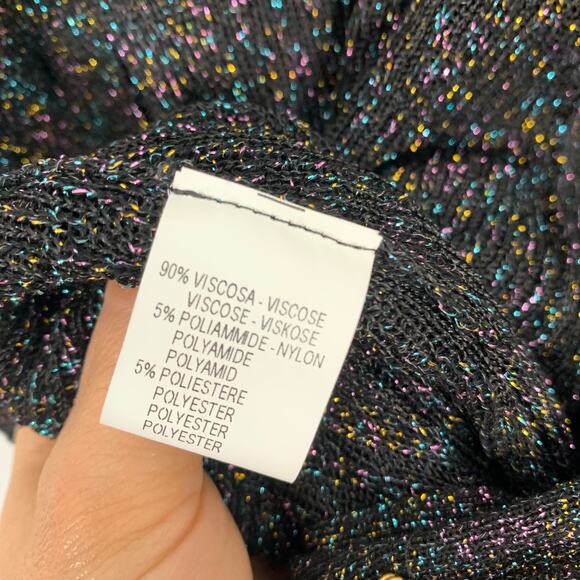 90% VISCOSA - VISCOSE
VISCOSE - VISKOSE
5% POLIAMMIDE - NYLON
POLYAMIDE
POLYAMID
5% POLIESTERE
POLYESTER
POLYESTER
POLYESTER